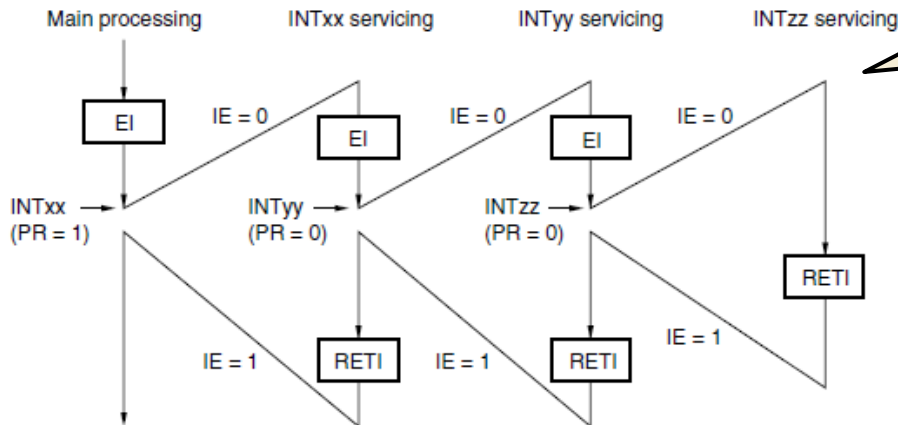 Main processing
INTxx servicing
INTyy servicing
INTzz servicing
EI
IE = 0
EI
IE = 0
EI
IE = 0
INTxx
(PR = 1)
INTyy
(PR = 0)
INTzz
(PR = 0)
RETI
IE = 1
RETI
IE = 1
RETI
IE = 1